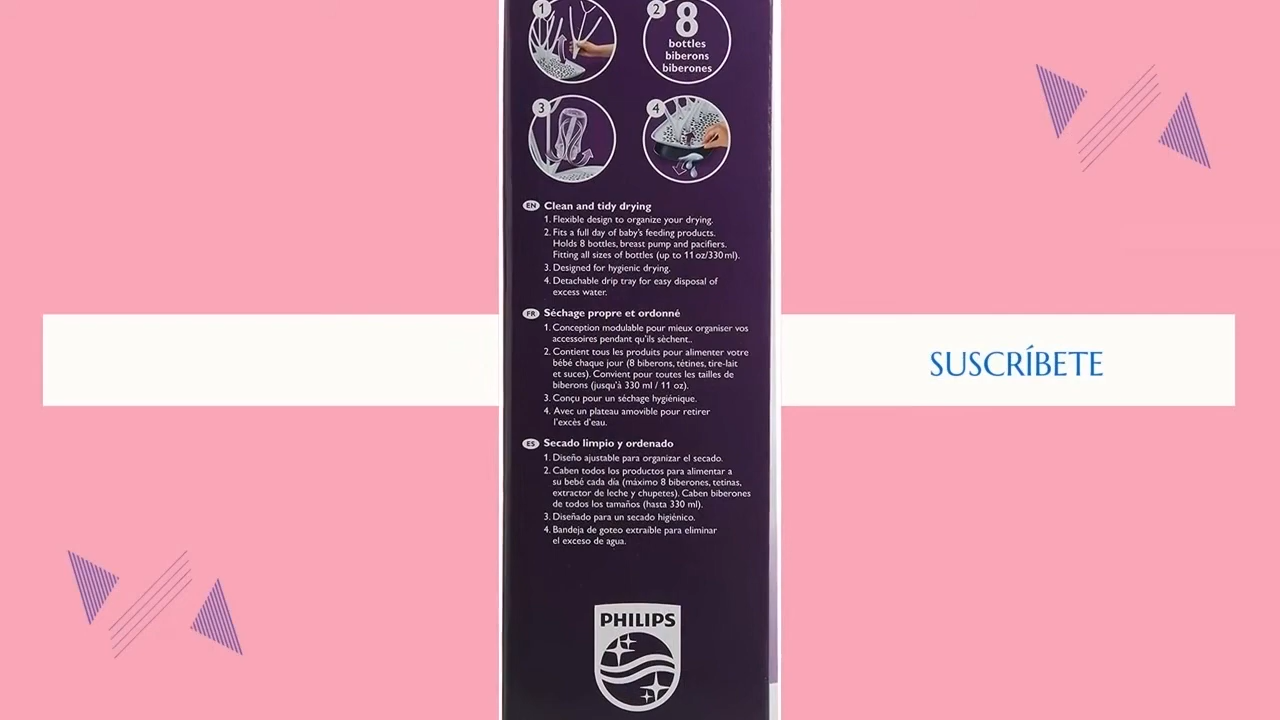 1
2
8
bottles
biberons
biberones
3
4
EN Clean and tidy drying
1. Flexible design to organize your drying.
2. Fits a full day of baby's feeding products.
Holds 8 bottles, breast pump and pacifiers.
Fitting all sizes of bottles (up to 11 oz/330 ml).
3. Designed for hygienic drying.
4. Detachable drip tray for easy disposal of
excess water.
FR Séchage propre et ordonné
1. Conception modulable pour mieux organiser vos
accessoires pendant qu'ils sèchent..
2. Contient tous les produits pour alimenter votre
bébé chaque jour (8 biberons, tétines, tire-lait
et suces). Convient pour toutes les tailles de
biberons (jusqu'à 330 ml / 11 oz).
3. Conçu pour un séchage hygiénique.
4. Avec un plateau amovible pour retirer
l'excès d'eau.
ES Secado limpio y ordenado
1. Diseño ajustable para organizar el secado.
2. Caben todos los productos para alimentar a
su bebé cada día (máximo 8 biberones, tetinas,
extractor de leche y chupetes). Caben biberones
de todos los tamaños (hasta 330 ml).
3. Diseñado para un secado higiénico.
4. Bandeja de goteo extraíble para eliminar
el exceso de agua.
PHILIPS
SUSCRÍBETE